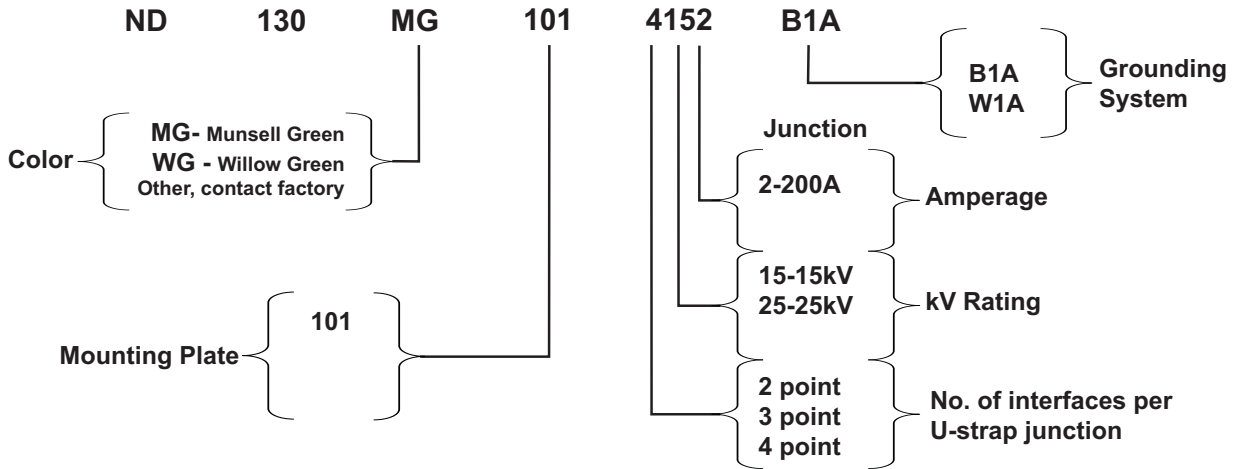 ND 130 MG 101 4152 B1A
B1A
W1A
Grounding
System
Color
MG- Munsell Green
WG - Willow Green
Other, contact factory
Junction
2-200A
Amperage
15-15kV
25-25kV
kV Rating
Mounting Plate
101
2 point
3 point
4 point
No. of interfaces per
U-strap junction